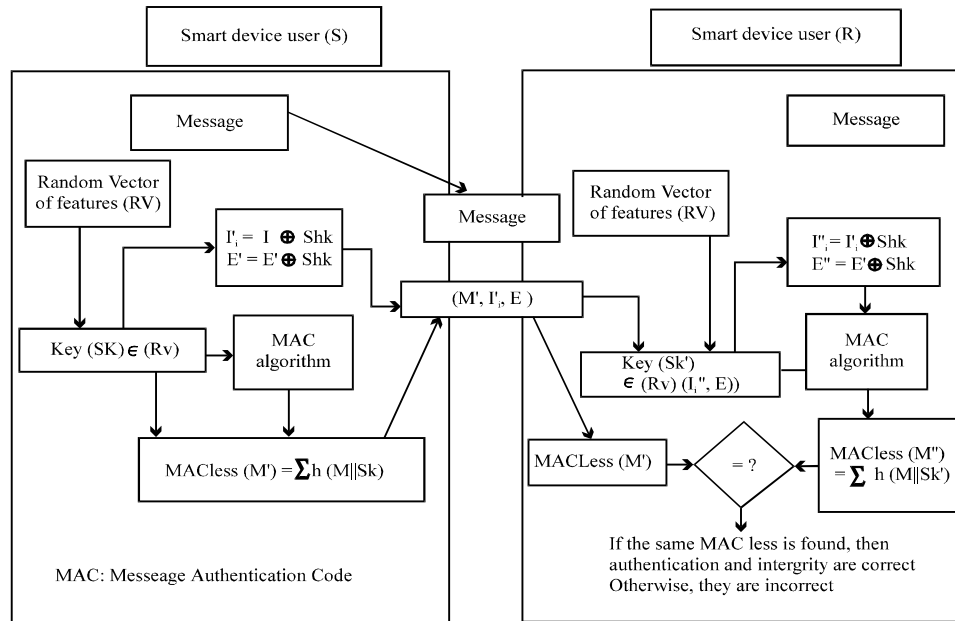 Smart device user (S)
Message
Random Vector
of features (RV)
I'ᵢ = I ⊕ Shk
E' = E' ⊕ Shk
Key (SK) ϵ (Rv)
MAC
algorithm
MACless (M') = ∑h (M||Sk)
MAC: Messeage Authentication Code
Message
(M', I'ᵢ, E )
Smart device user (R)
Message
Random Vector
of features (RV)
I"ᵢ = I'ᵢ ⊕ Shk
E" = E' ⊕ Shk
Key (Sk')
ϵ (Rv) (Iᵢ", E))
MAC
algorithm
MACLess (M')
= ?
MACless (M")
= ∑ h (M||Sk')
If the same MAC less is found, then
authentication and intergrity are correct
Otherwise, they are incorrect